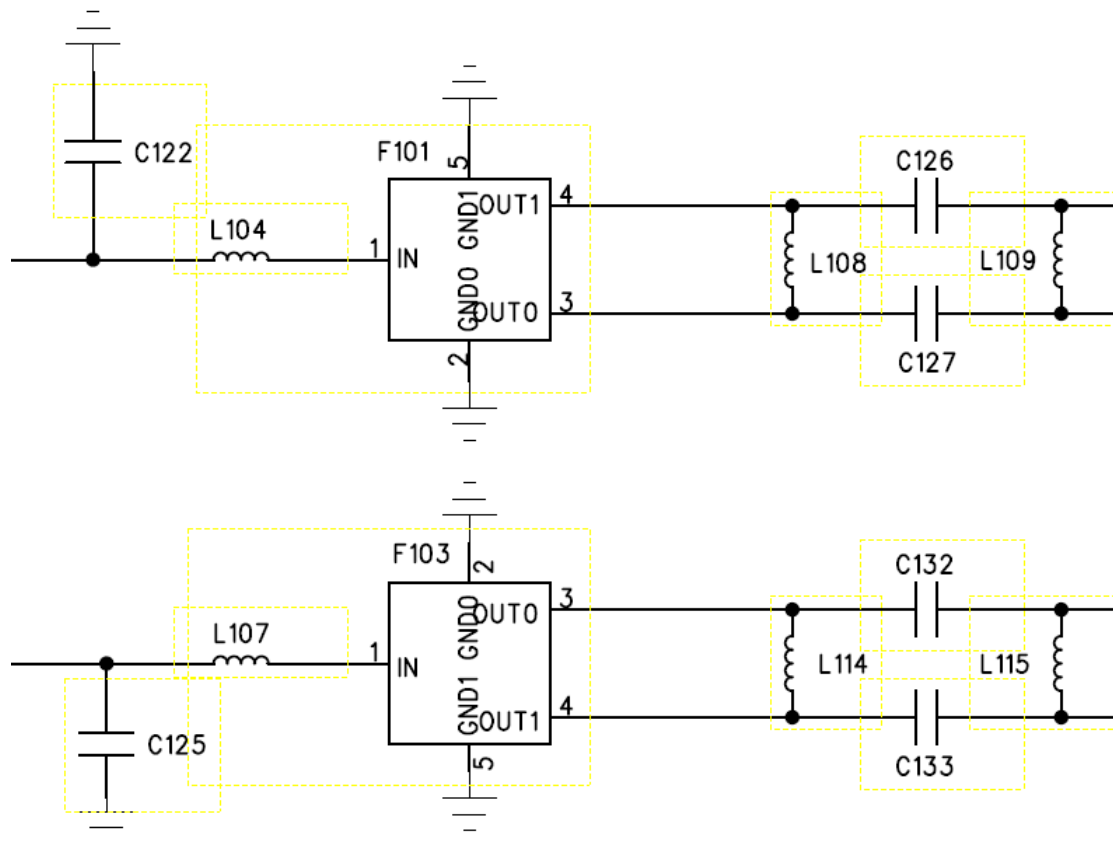 C122
F101
5
C126
GND1
OUT1
4
L104
1
IN
L108
L109
GND0
OUT0
3
2
C127
F103
2
C132
GND0
OUT0
3
L107
1
IN
L114
L115
GND1
OUT1
4
C125
5
C133